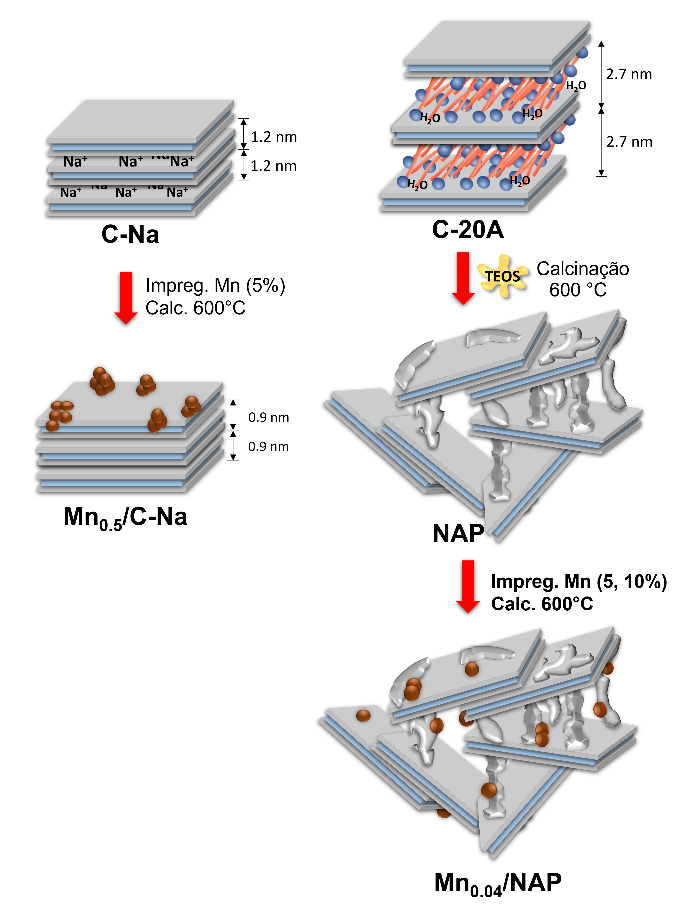 1.2 nm
1.2 nm
Na⁺ Na⁺ Na Na⁺
Na⁺ Na Na⁺ Na⁺
C-Na
Impreg. Mn (5%)
Calc. 600°C
0.9 nm
0.9 nm
Mn₀.₅/C-Na
2.7 nm
H₂O
H₂O H₂O
2.7 nm
H₂O H₂O
C-20A
TEOS
Calcinação
600 °C
NAP
Impreg. Mn (5, 10%)
Calc. 600°C
Mn₀.₀₄/NAP